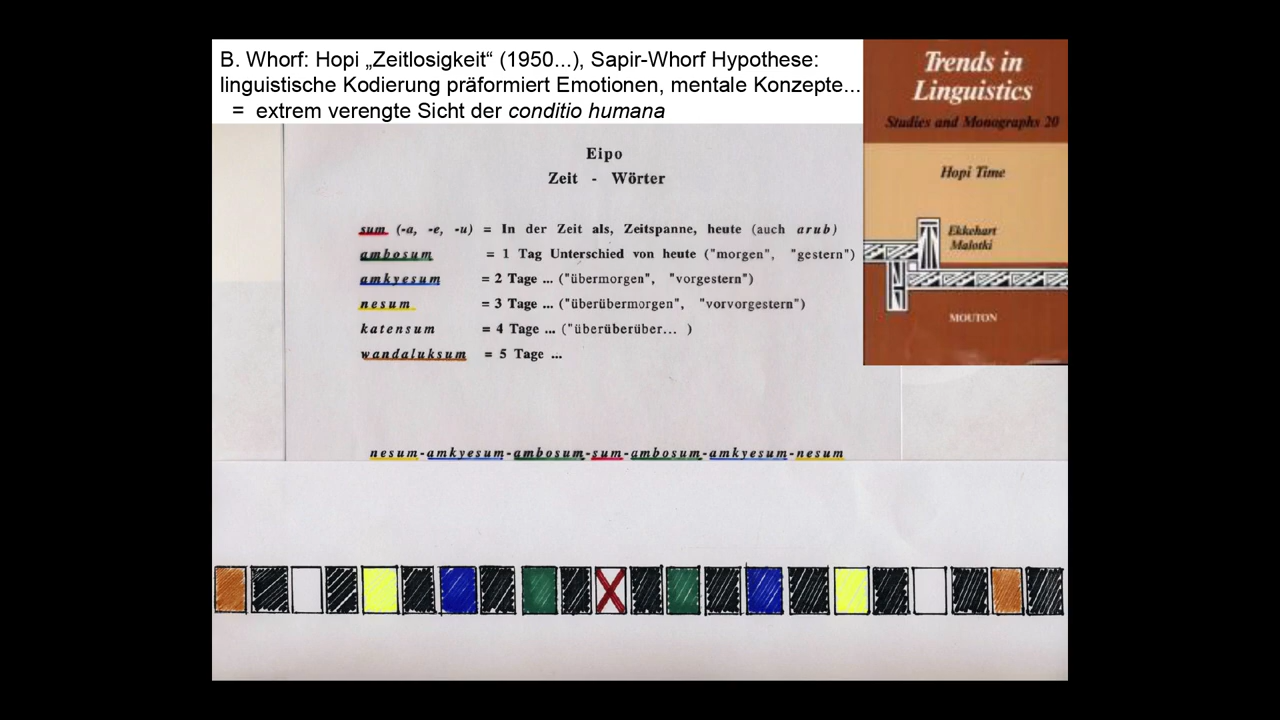 B. Whorf: Hopi „Zeitlosigkeit“ (1950...), Sapir-Whorf Hypothese:
linguistische Kodierung präformiert Emotionen, mentale Konzepte...
= extrem verengte Sicht der conditio humana
Trends in
Linguistics
Studies and Monographs 20
Hopi Time
Ekkehart
Malotki
MOUTON
Eipo
Zeit - Wörter
sum (-a, -e, -u) = In der Zeit als, Zeitspanne, heute (auch arub)
ambosum = 1 Tag Unterschied von heute ("morgen", "gestern")
amkyesum = 2 Tage ... ("übermorgen", "vorgestern")
nesum = 3 Tage ... ("überübermorgen", "vorvorgestern")
katensum = 4 Tage ... ("überüberüber... )
wandaluksum = 5 Tage ...
nesum-amkyesum-ambosum-sum-ambosum-amkyesum-nesum